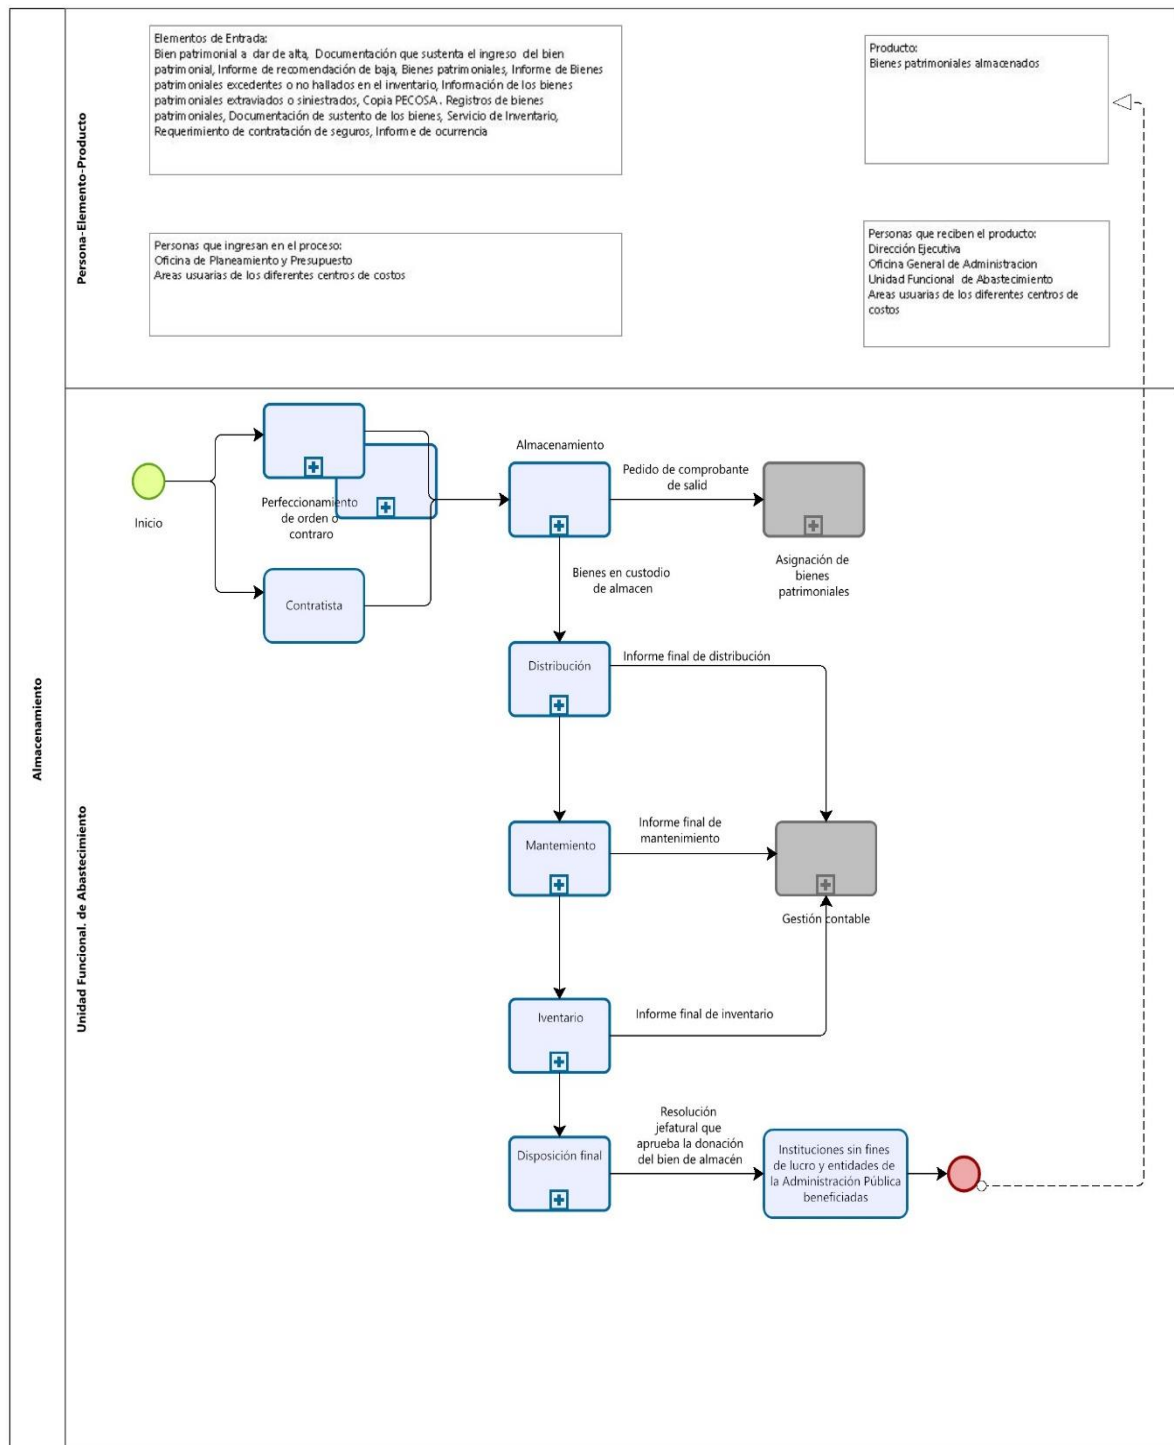 Almacenamiento
Persona-Elemento-Producto
Elementos de Entrada:
Bien patrimonial a dar de alta, Documentación que sustenta el ingreso del bien
patrimonial, Informe de recomendación de baja, Bienes patrimoniales, Informe de Bienes
patrimoniales excedentes o no hallados en el inventario, Información de los bienes
patrimoniales extraviados o siniestrados, Copia PECOSA. Registros de bienes
patrimoniales, Documentación de sustento de los bienes, Servicio de Inventario,
Requerimiento de contratación de seguros, Informe de ocurrencia
Producto:
Bienes patrimoniales almacenados
Personas que ingresan en el proceso:
Oficina de Planeamiento y Presupuesto
Areas usuarias de los diferentes centros de costos
Personas que reciben el producto:
Dirección Ejecutiva
Oficina General de Administracion
Unidad Funcional de Abastecimiento
Areas usuarias de los diferentes centros de
costos
Unidad Funcional. de Abastecimiento
Inicio
Perfeccionamiento
de orden o
contraro
Contratista
Almacenamiento
Pedido de comprobante
de salid
Asignación de
bienes
patrimoniales
Bienes en custodio
de almacen
Distribución
Informe final de distribución
Mantemiento
Informe final de
mantenimiento
Gestión contable
Iventario
Informe final de inventario
Disposición final
Resolución
jefatural que
aprueba la donación
del bien de almacén
Instituciones sin fines
de lucro y entidades de
la Administración Pública
beneficiadas